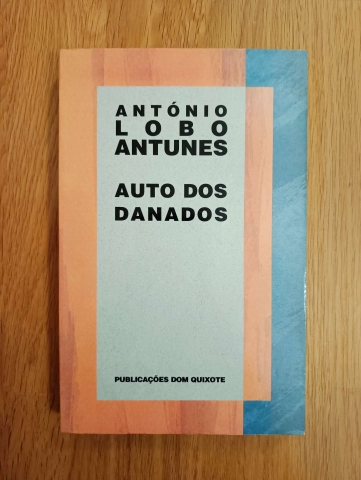 ANTÓNIO
LOBO
ANTUNES
AUTO DOS
DANADOS
PUBLICAÇÕES DOM QUIXOTE